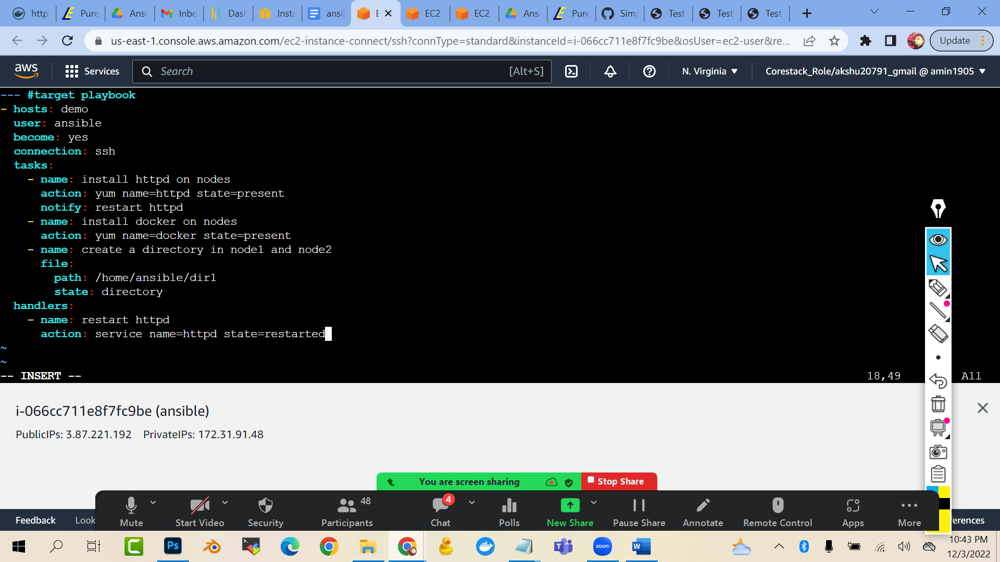 http
Pure
Ansi
Inbo
Dash
Insta
ansil
E
EC2
EC2
Ansi
Pure
Sim
Test
Test
Test
us-east-1.console.aws.amazon.com/ec2-instance-connect/ssh?connType=standard&instanceId=i-066cc711e8f7fc9be&osUser=ec2-user&re...
Update
aws
Services
Search
[Alt+S]
N. Virginia
Corestack_Role/akshu20791_gmail @ amin1905
--- #target playbook
- hosts: demo
  user: ansible
  become: yes
  connection: ssh
  tasks:
    - name: install httpd on nodes
      action: yum name=httpd state=present
      notify: restart httpd
    - name: install docker on nodes
      action: yum name=docker state=present
    - name: create a directory in node1 and node2
      file:
        path: /home/ansible/dir1
        state: directory
  handlers:
    - name: restart httpd
      action: service name=httpd state=restarted
~
~
-- INSERT -- 18,49 All
i-066cc711e8f7fc9be (ansible)
PublicIPs: 3.87.221.192 PrivateIPs: 172.31.91.48
You are screen sharing
Stop Share
4
48
Mute
Start Video
Security
Participants
Chat
Polls
New Share
Pause Share
Annotate
Remote Control
Apps
More
Feedback
Look
ferences
Ps
zoom
W
10:43 PM
12/3/2022